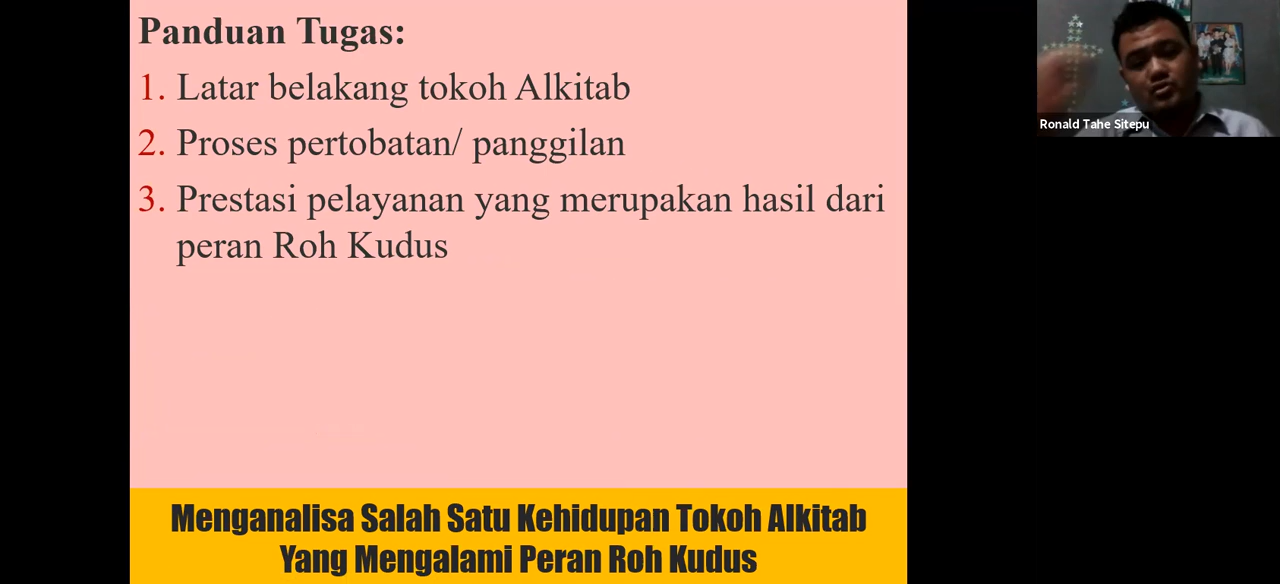 Panduan Tugas:
1. Latar belakang tokoh Alkitab
2. Proses pertobatan/ panggilan
3. Prestasi pelayanan yang merupakan hasil dari
peran Roh Kudus
Menganalisa Salah Satu Kehidupan Tokoh Alkitab
Yang Mengalami Peran Roh Kudus
Ronald Tahe Sitepu